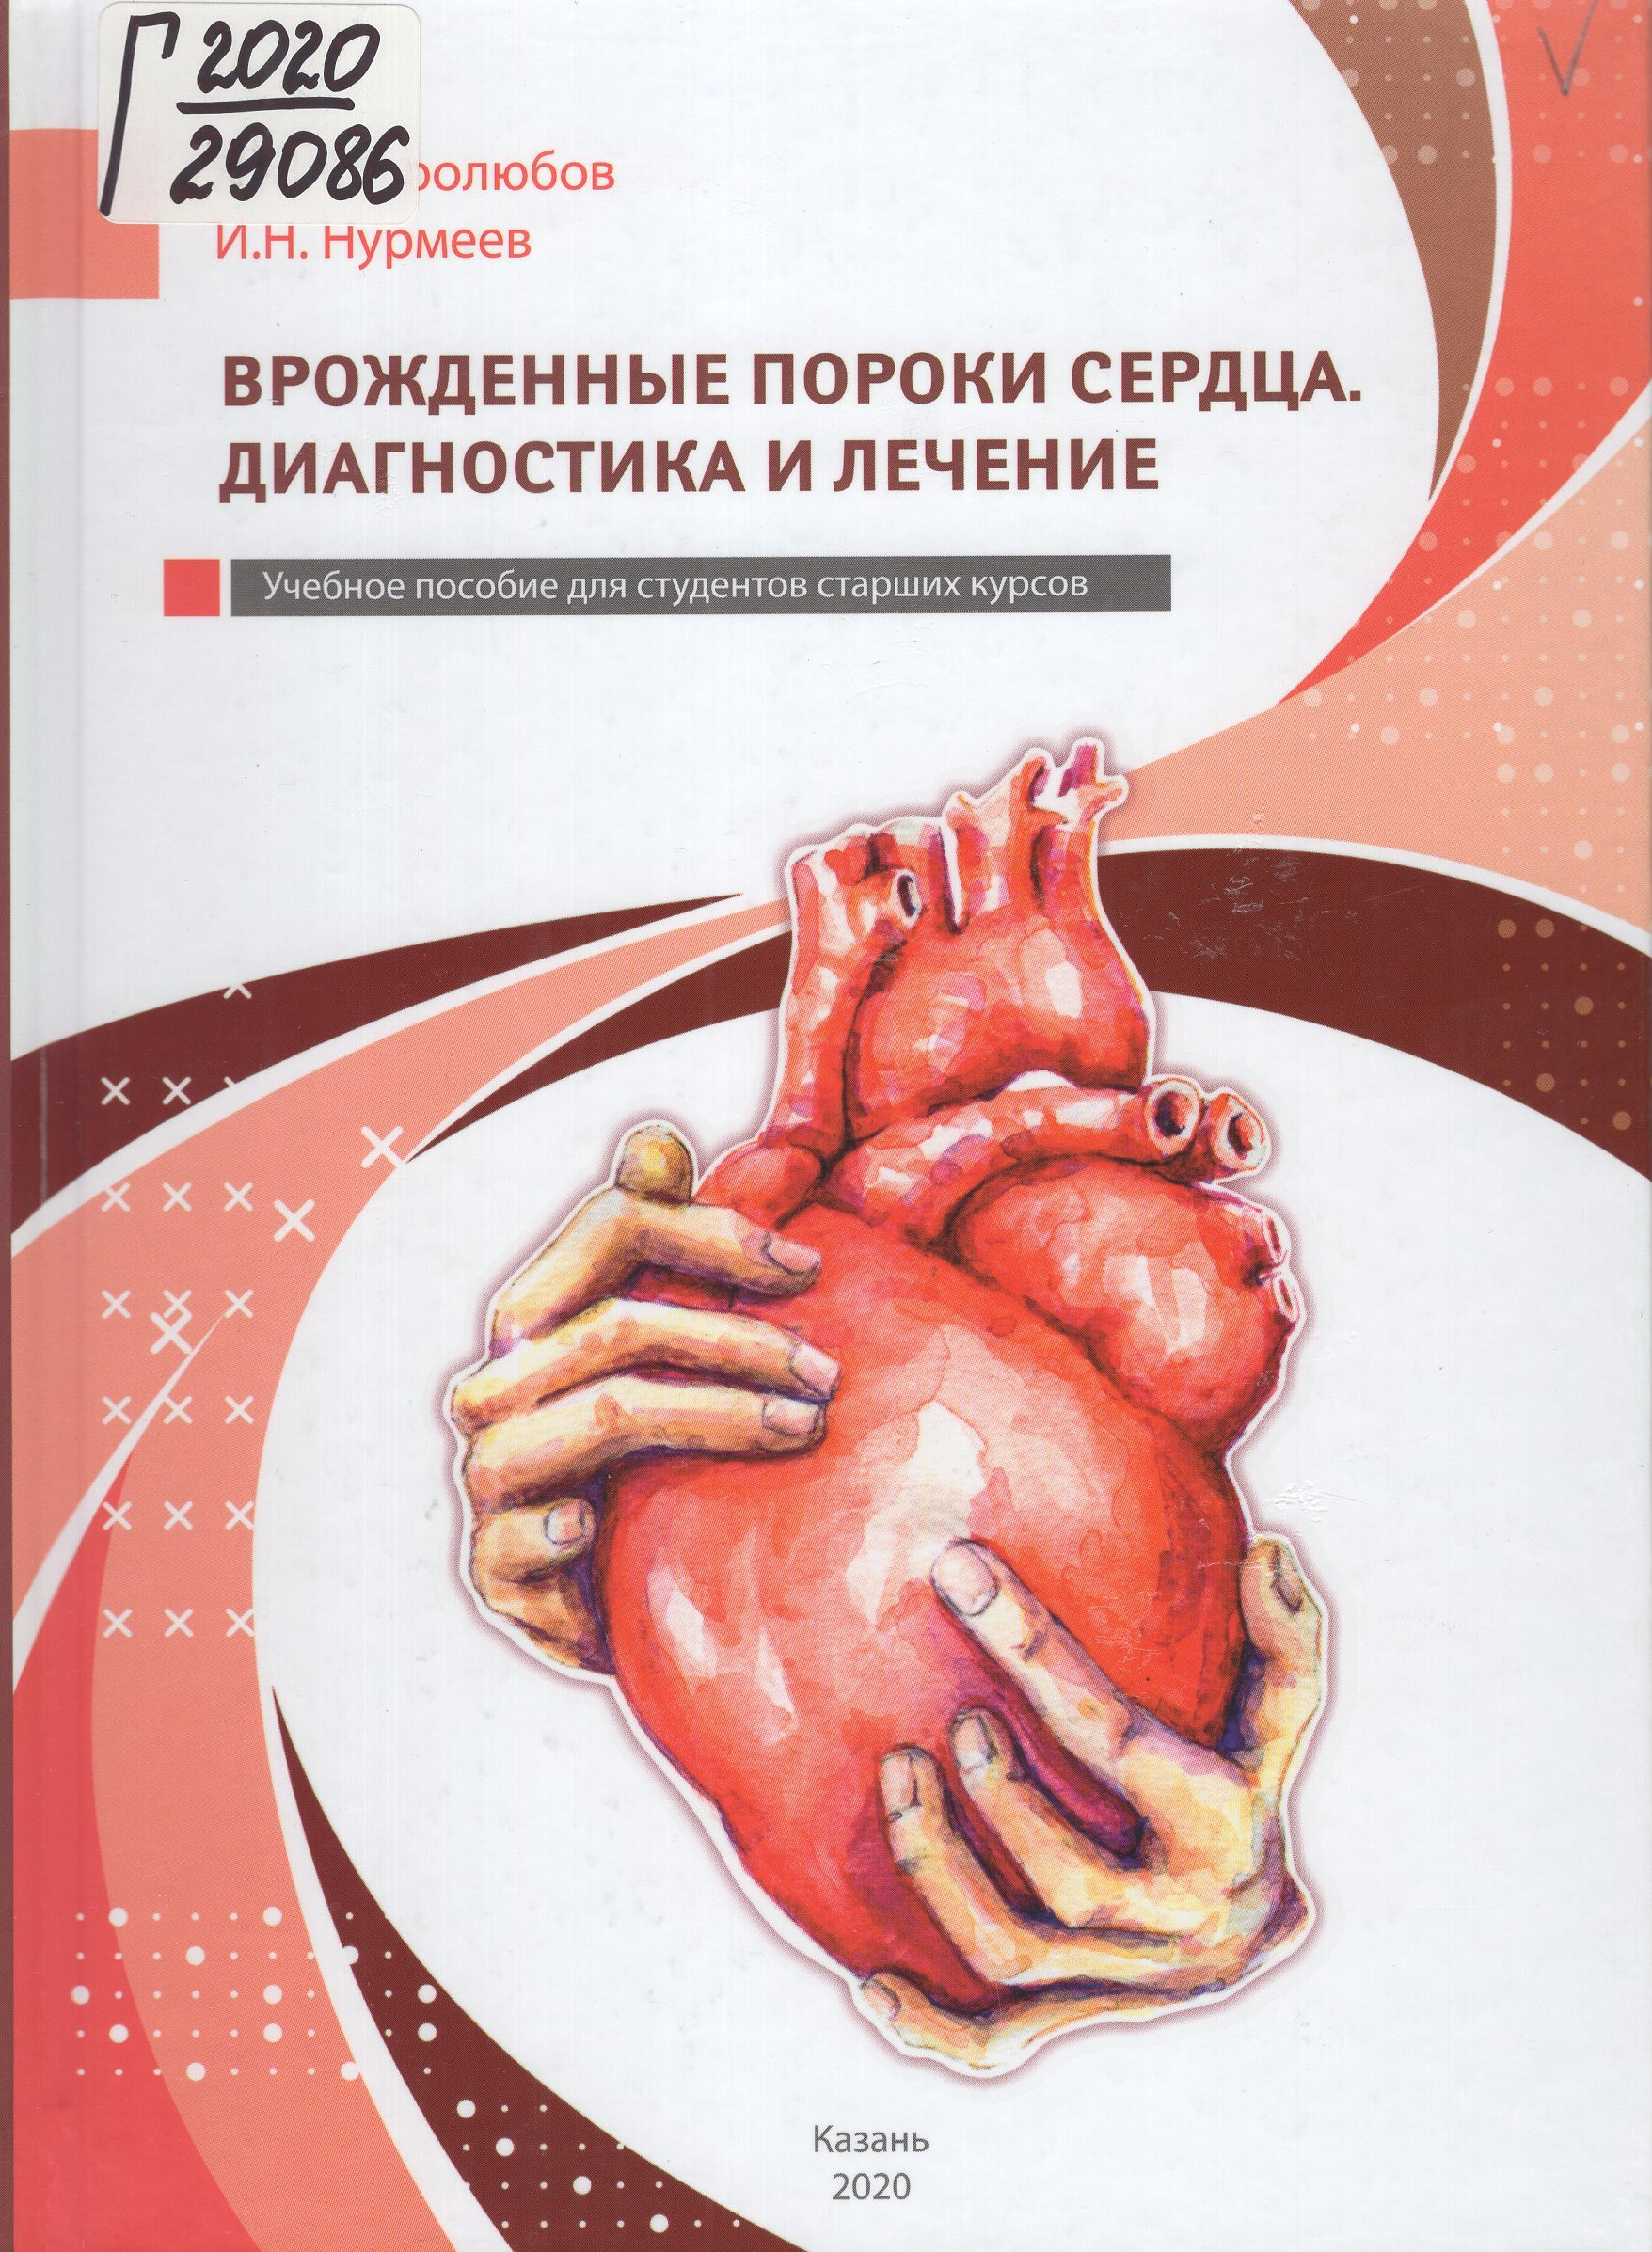 Г 2020
29086
ролюбов
И.Н. Нурмеев
ВРОЖДЕННЫЕ ПОРОКИ СЕРДЦА.
ДИАГНОСТИКА И ЛЕЧЕНИЕ
Учебное пособие для студентов старших курсов
Казань
2020